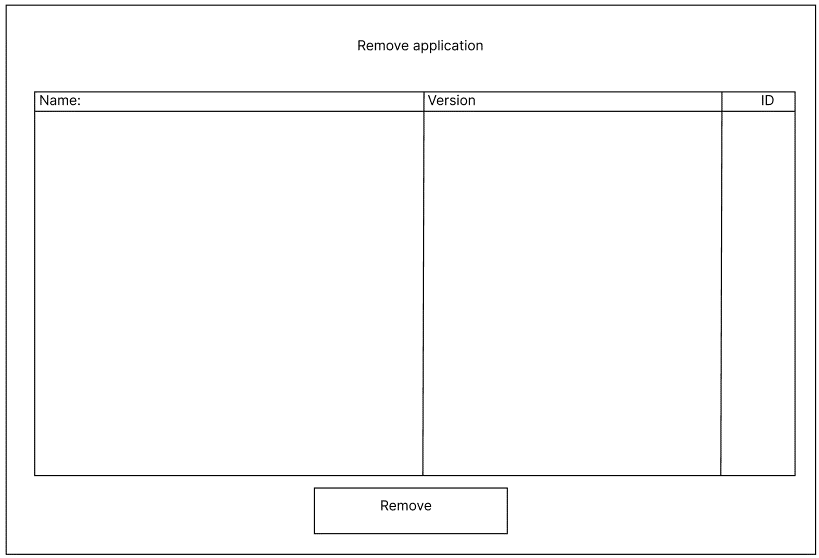 Remove application
Name: Version ID
Remove